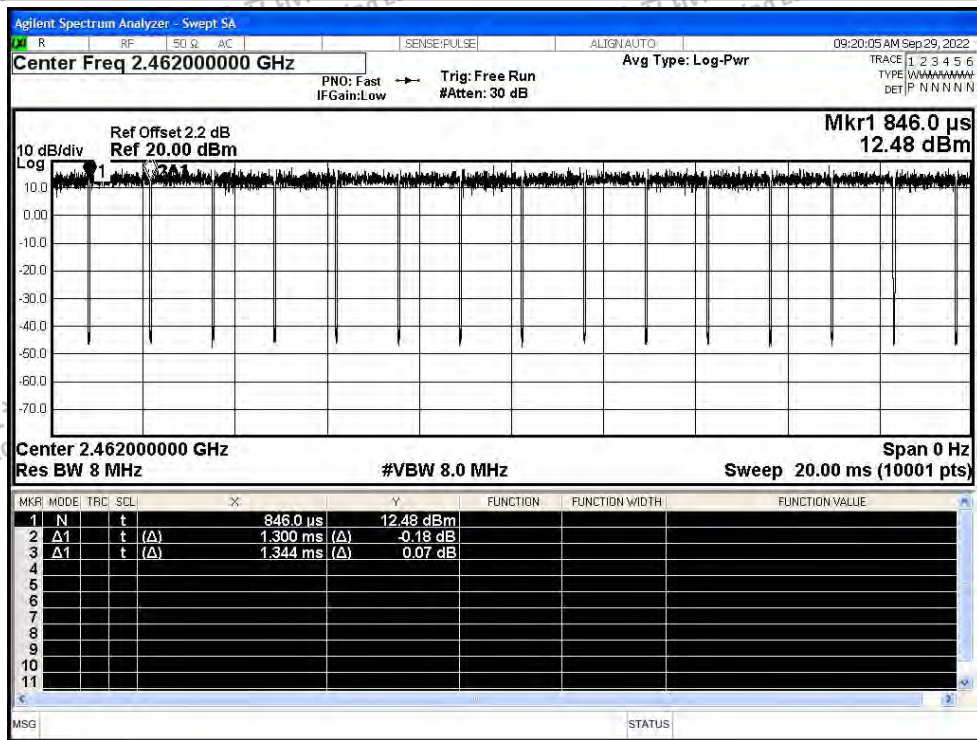 Agilent Spectrum Analyzer - Swept SA
LXI R RF 50 Ω AC SENSE:PULSE ALIGNAUTO 09:20:05 AM Sep 29, 2022
Center Freq 2.462000000 GHz
PNO: Fast
IFGain:Low
Trig: Free Run
#Atten: 30 dB
Avg Type: Log-Pwr
TRACE 1 2 3 4 5 6
TYPE WWWWWW
DET P N N N N N
Ref Offset 2.2 dB
Ref 20.00 dBm
10 dB/div
Log
Mkr1 846.0 µs
12.48 dBm
1
10.0
0.00
-10.0
-20.0
-30.0
-40.0
-50.0
-60.0
-70.0
Center 2.462000000 GHz Span 0 Hz
Res BW 8 MHz #VBW 8.0 MHz Sweep 20.00 ms (10001 pts)
MKR MODE TRC SCL X Y FUNCTION FUNCTION WIDTH FUNCTION VALUE
1 N t 846.0 µs 12.48 dBm
2 Δ1 t (Δ) 1.300 ms (Δ) -0.18 dB
3 Δ1 t (Δ) 1.344 ms (Δ) 0.07 dB
4
5
6
7
8
9
10
11
MSG STATUS